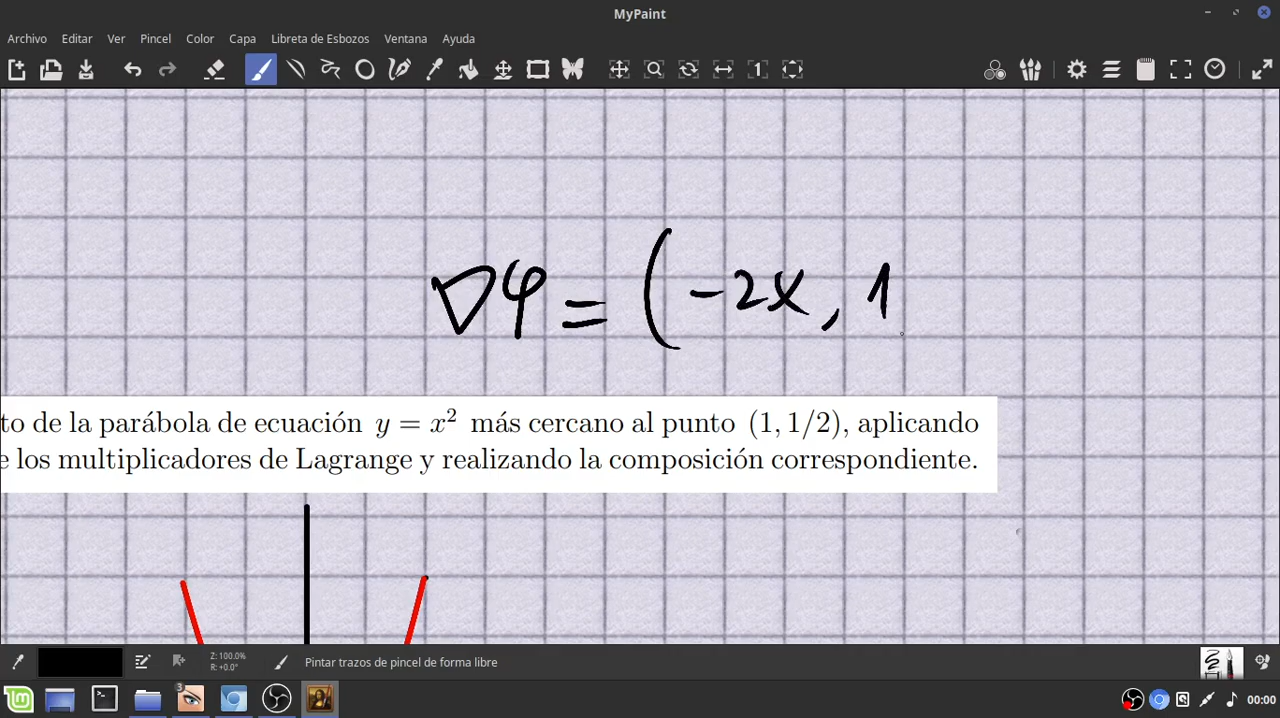 MyPaint
Archivo Editar Ver Pincel Color Capa Libreta de Esbozos Ventana Ayuda
1
∇φ = (-2x, 1
to de la parábola de ecuación y = x² más cercano al punto (1, 1/2), aplicando
e los multiplicadores de Lagrange y realizando la composición correspondiente.
Z: 100.0%
R: +0.0°
Pintar trazos de pincel de forma libre
3
00:00